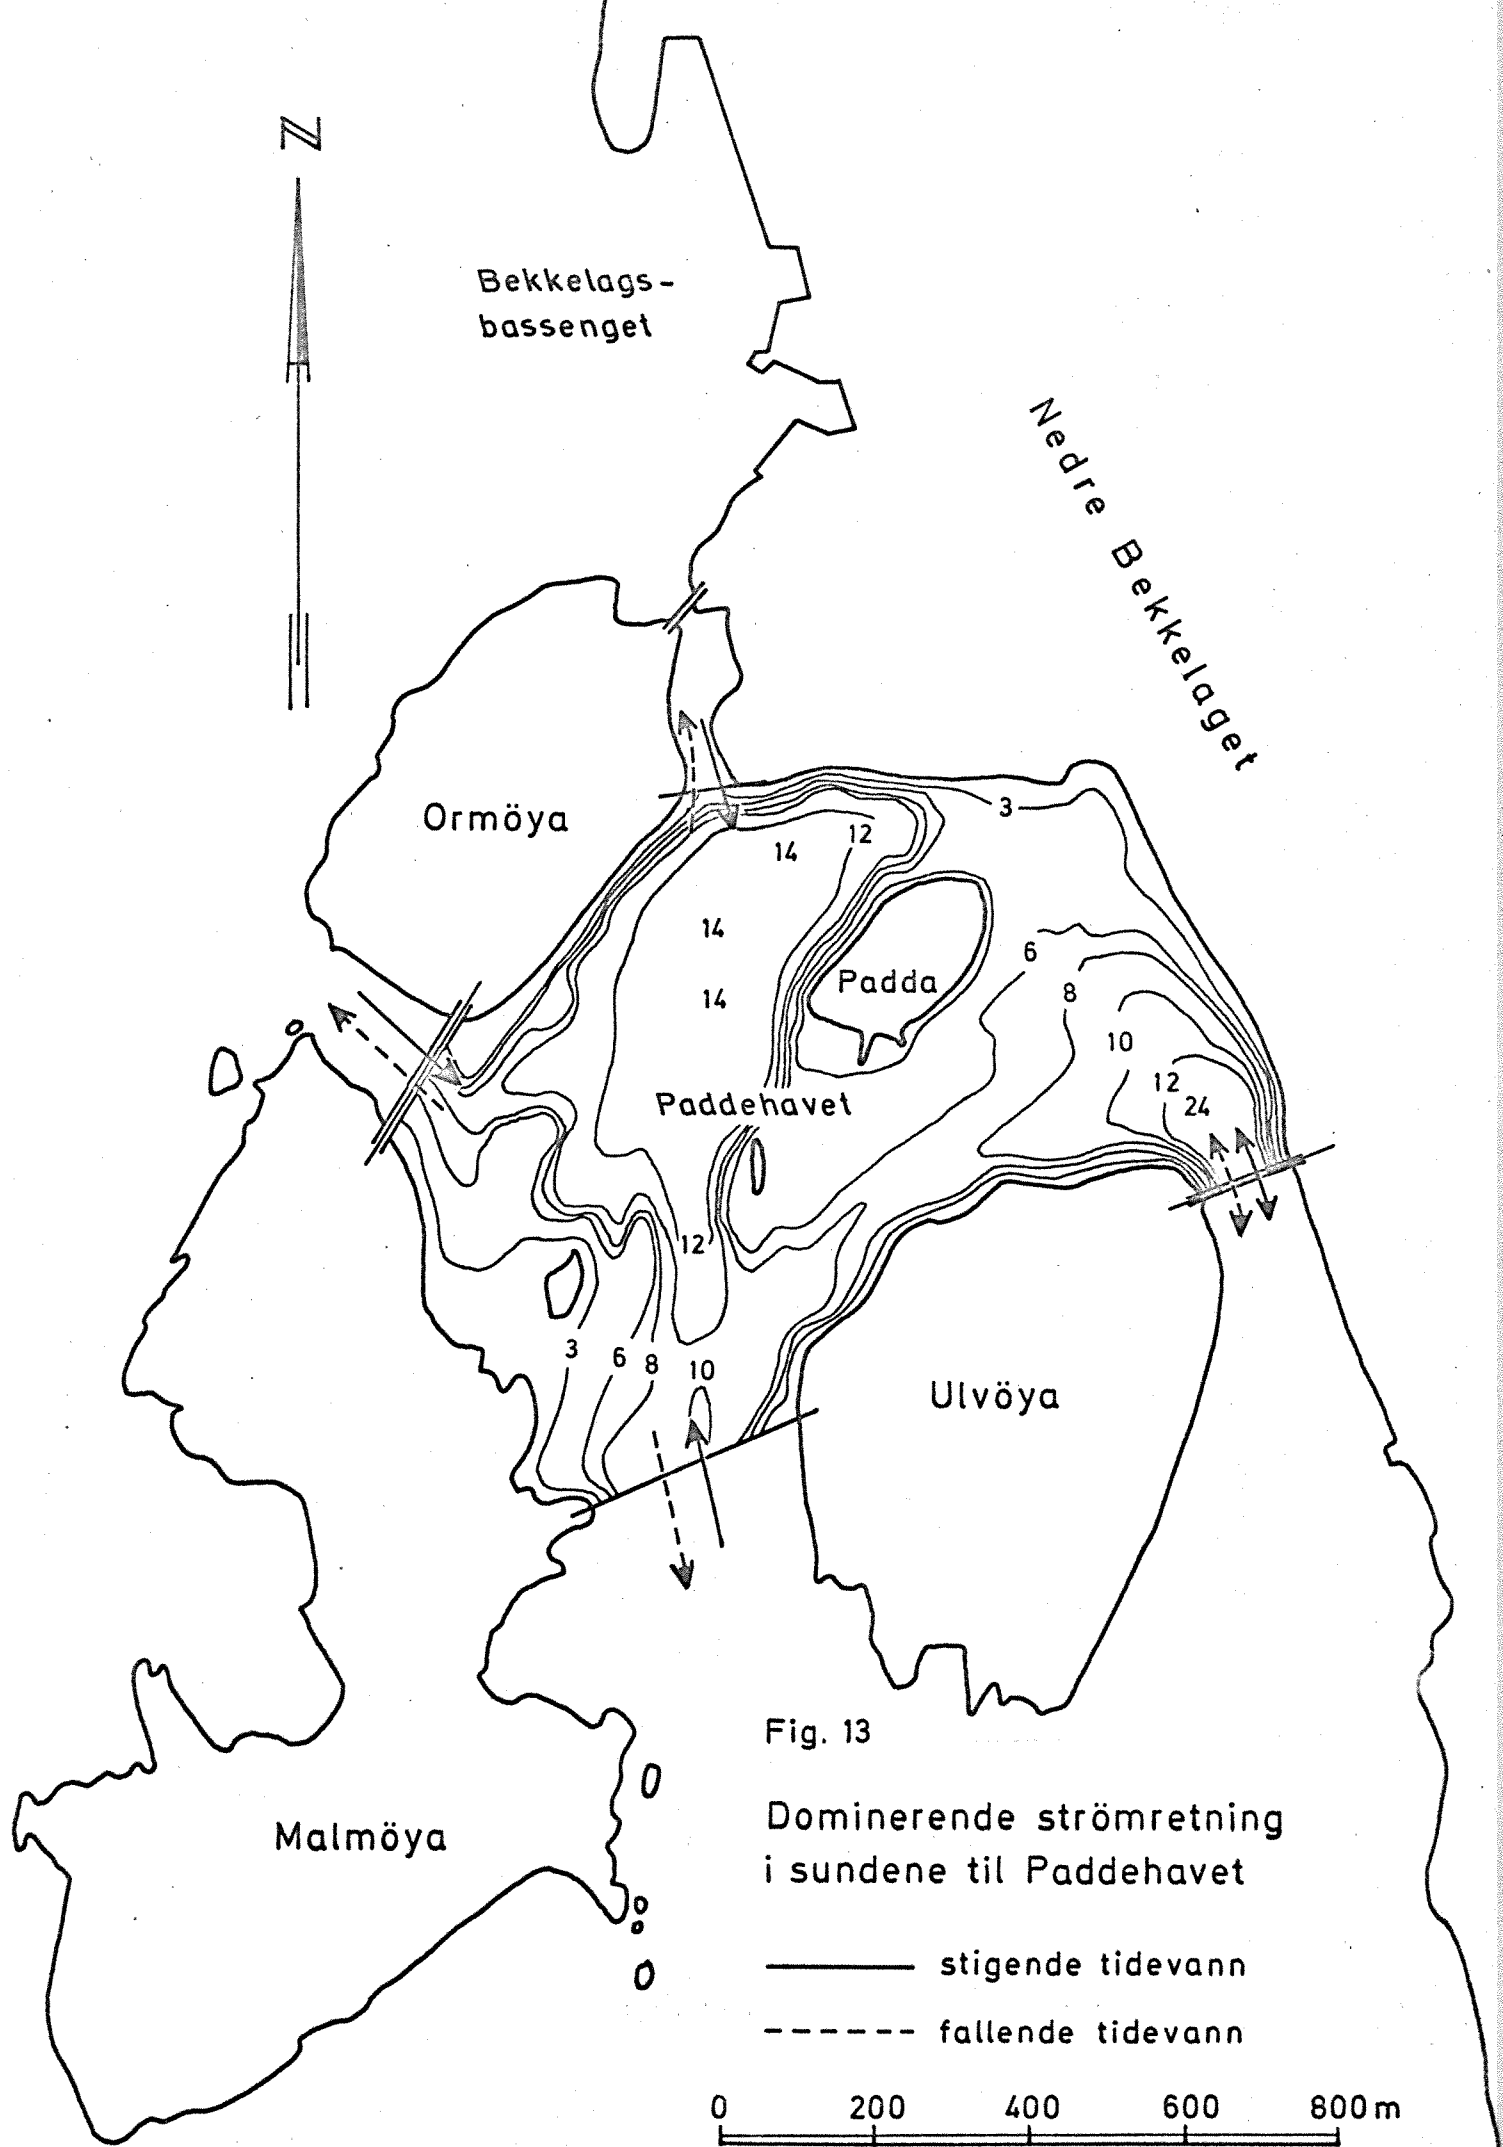 N
Bekkelags-
bassenget
Nedre Bekkelaget
Ormöya
3
12
14
14
6
Padda
8
14
10
12
Paddehavet
24
12
3
6
8
10
Ulvöya
Fig. 13
Dominerende strömretning
i sundene til Paddehavet
Malmöya
stigende tidevann
fallende tidevann
0 200 400 600 800 m